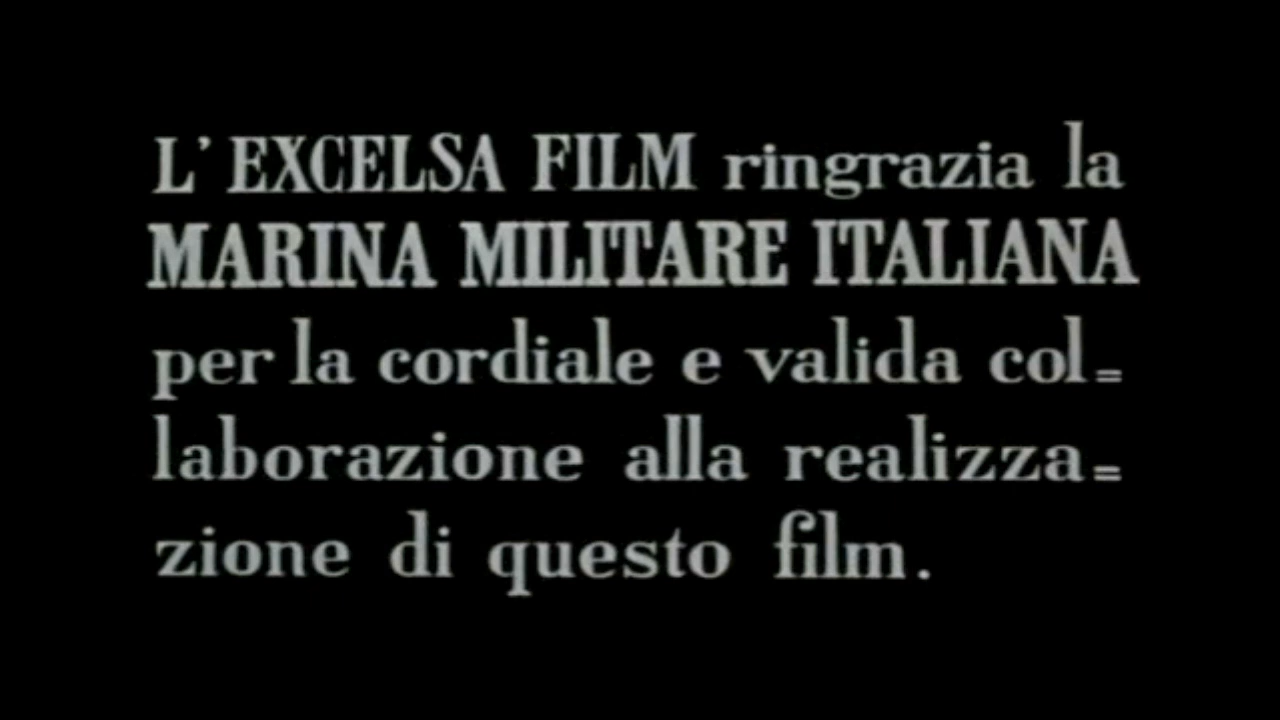 L' EXCELSA FILM ringrazia la
MARINA MILITARE ITALIANA
per la cordiale e valida col=
laborazione alla realizza=
zione di questo film.